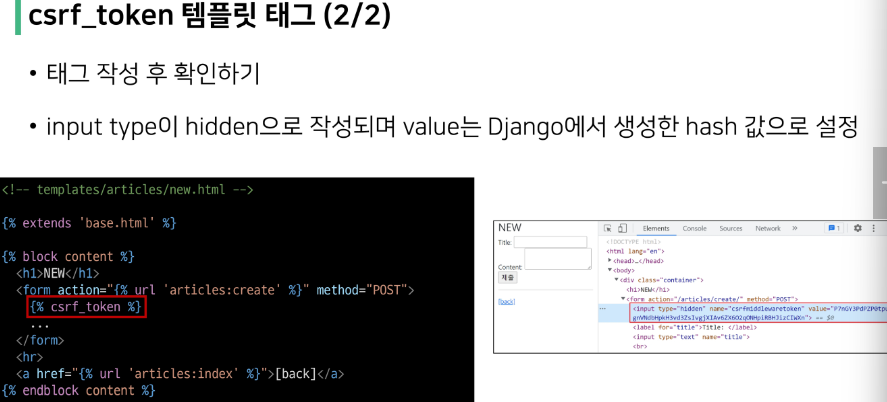 csrf_token 템플릿 태그 (2/2)
• 태그 작성 후 확인하기
• input type이 hidden으로 작성되며 value는 Django에서 생성한 hash 값으로 설정
<!-- templates/articles/new.html -->
{% extends 'base.html' %}
{% block content %}
<h1>NEW</h1>
<form action="{% url 'articles:create' %}" method="POST">
{% csrf_token %}
...
</form>
<hr>
<a href="{% url 'articles:index' %}">[back]</a>
{% endblock content %}
NEW
Title:
Content:
제출
[back]
Elements Console Sources Network » 1
<!DOCTYPE html>
<html lang="en">
<head>…</head>
<body>
<div class="container">
<h1>NEW</h1>
<form action="/articles/create/" method="POST">
<input type="hidden" name="csrfmiddlewaretoken" value=
== $0
<label for="title">Title: </label>
<input type="text" name="title">
<br>